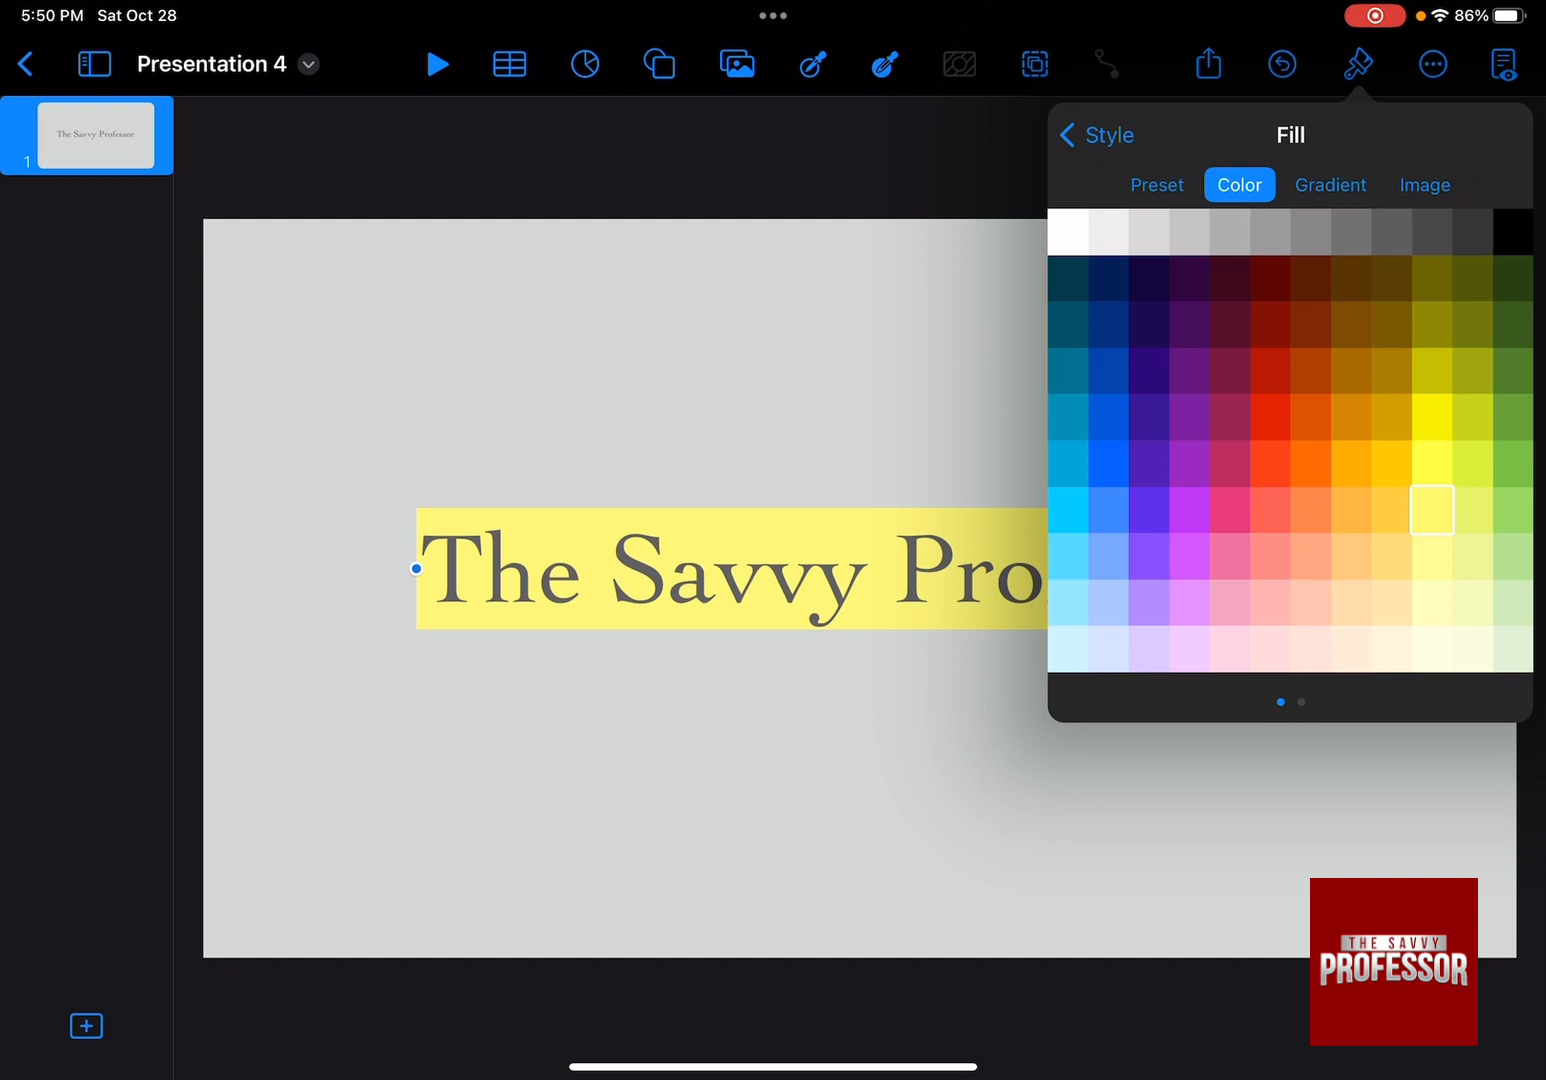 5:50 PM Sat Oct 28
86%
Presentation 4
The Savvy Professor
1
Style
Fill
Preset
Color
Gradient
Image
The Savvy Pro
THE SAVVY
PROFESSOR